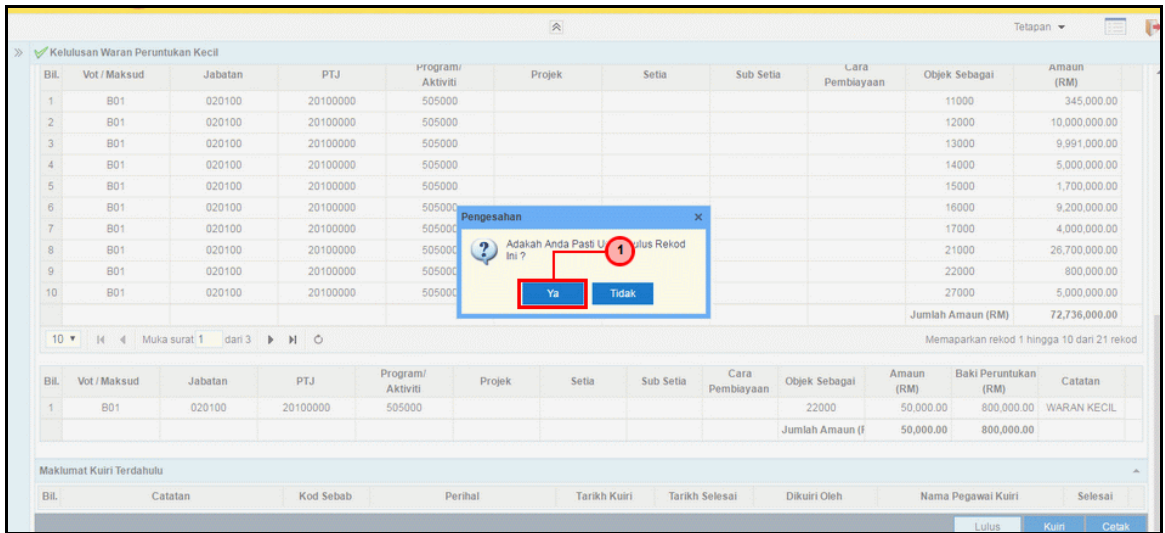 Tetapan
Kelulusan Waran Peruntukan Kecil
Bil. Vot / Maksud Jabatan PTJ Program/ Aktiviti Projek Setia Sub Setia Cara Pembiayaan Objek Sebagai Amaun (RM)
1 B01 020100 20100000 505000 11000 345,000.00
2 B01 020100 20100000 505000 12000 10,000,000.00
3 B01 020100 20100000 505000 13000 9,991,000.00
4 B01 020100 20100000 505000 14000 5,000,000.00
5 B01 020100 20100000 505000 15000 1,700,000.00
6 B01 020100 20100000 505000 16000 9,200,000.00
7 B01 020100 20100000 505000 17000 4,000,000.00
8 B01 020100 20100000 505000 21000 26,700,000.00
9 B01 020100 20100000 505000 22000 800,000.00
10 B01 020100 20100000 505000 27000 5,000,000.00
Jumlah Amaun (RM) 72,736,000.00
Pengesahan
Adakah Anda Pasti Rekod
Ini ?
1
Ya Tidak
10 Muka surat 1 dari 3 Memaparkan rekod 1 hingga 10 dari 21 rekod
Bil. Vot / Maksud Jabatan PTJ Program/ Aktiviti Projek Setia Sub Setia Cara Pembiayaan Objek Sebagai Amaun (RM) Baki Peruntukan (RM) Catatan
1 B01 020100 20100000 505000 22000 50,000.00 800,000.00 WARAN KECIL
Jumlah Amaun (R 50,000.00 800,000.00
Maklumat Kuiri Terdahulu
Bil. Catatan Kod Sebab Perihal Tarikh Kuiri Tarikh Selesai Dikuiri Oleh Nama Pegawai Kuiri Selesai
Lulus Kuiri Cetak